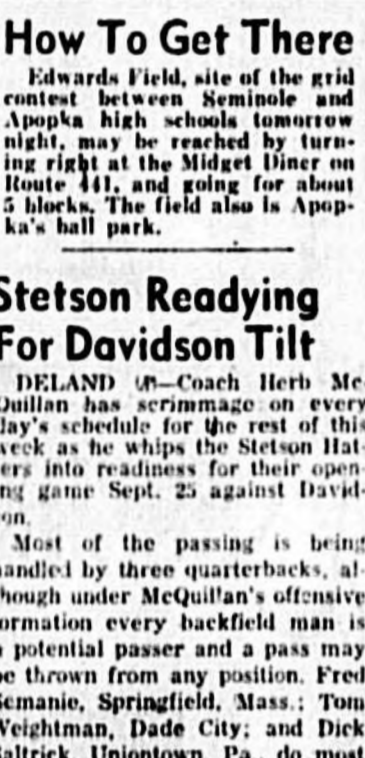 How To Get There
Edwards Field, site of the grid
contest between Seminole and
Apopka high schools tomorrow
night, may be reached by turn-
ing right at the Midget Diner on
Route 441, and going for about
5 blocks. The field also is Apop-
ka's ball park.
Stetson Readying
For Davidson Tilt
DELAND (AP)—Coach Herb Mc-
Quillan has scrimmage on every
day's schedule for the rest of this
week as he whips the Stetson Hat-
ers into readiness for their open-
ng game Sept. 25 against David-
on.
Most of the passing is being
handled by three quarterbacks, al-
though under McQuillan's offensive
formation every backfield man is
a potential passer and a pass may
be thrown from any position. Fred
Semanie, Springfield, Mass.; Tom
Weightman, Dade City; and Dick
altrick, Uniontown, Pa., do most